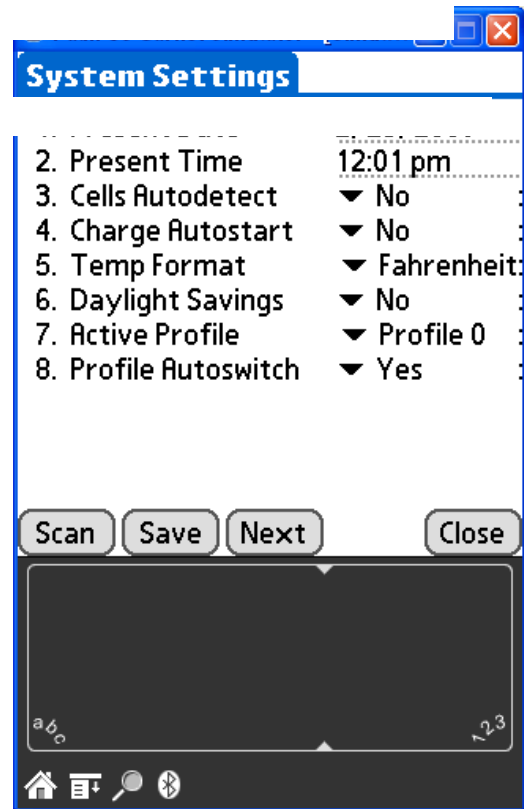 System Settings
2. Present Time 12:01 pm
3. Cells Autodetect No :
4. Charge Autostart No :
5. Temp Format Fahrenheit:
6. Daylight Savings No :
7. Active Profile Profile 0 :
8. Profile Autoswitch Yes :
Scan Save Next Close
abc 123